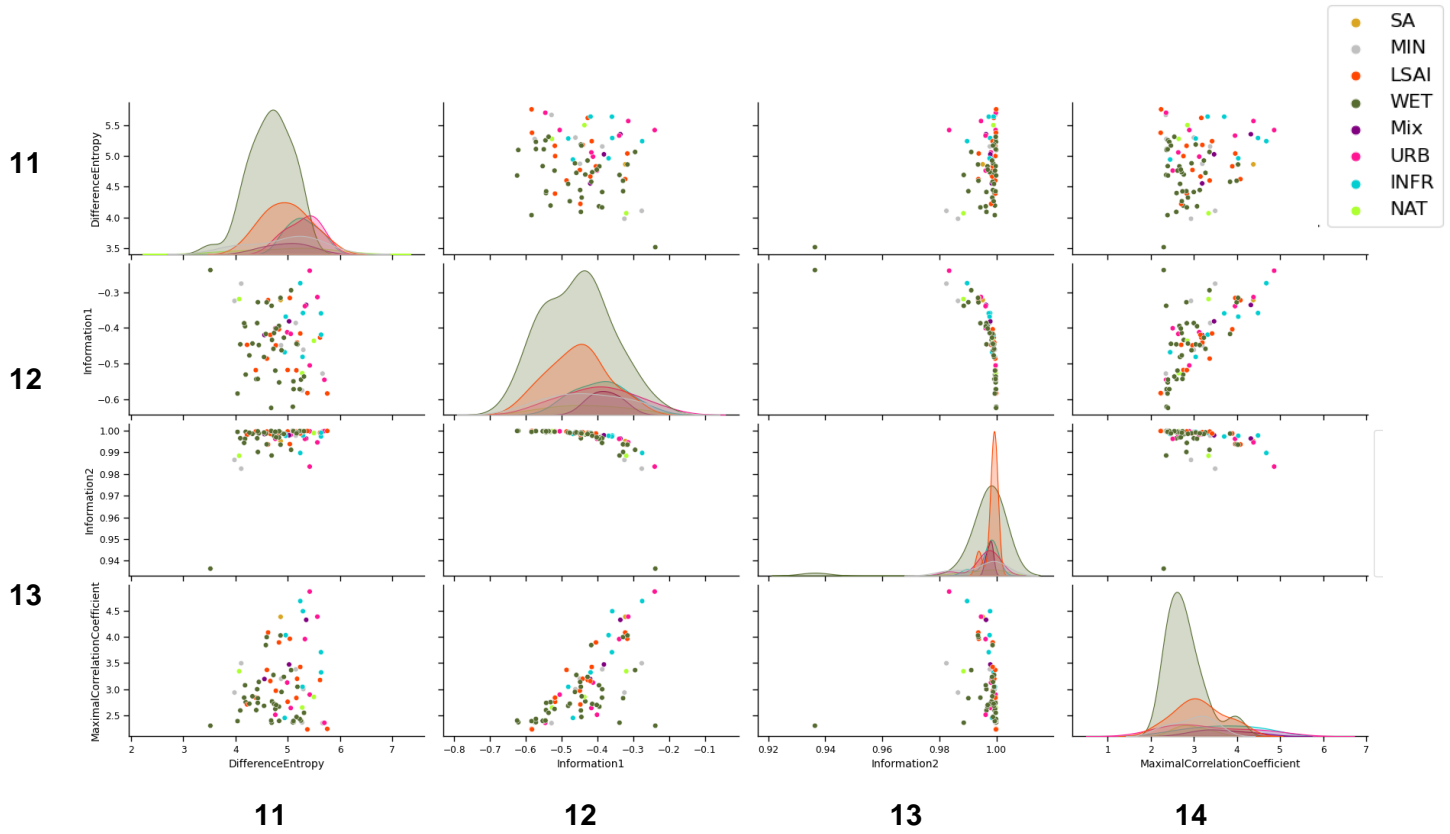 SA
MIN
LSAI
WET
Mix
URB
INFR
NAT
11
DifferenceEntropy
5.5
5.0
4.5
4.0
3.5
12
Information1
−0.3
−0.4
−0.5
−0.6
13
Information2
1.00
0.99
0.98
0.97
0.96
0.95
0.94
MaximalCorrelationCoefficient
4.5
4.0
3.5
3.0
2.5
2 3 4 5 6 7
DifferenceEntropy
−0.8 −0.7 −0.6 −0.5 −0.4 −0.3 −0.2 −0.1
Information1
0.92 0.94 0.96 0.98 1.00
Information2
1 2 3 4 5 6 7
MaximalCorrelationCoefficient
11 12 13 14